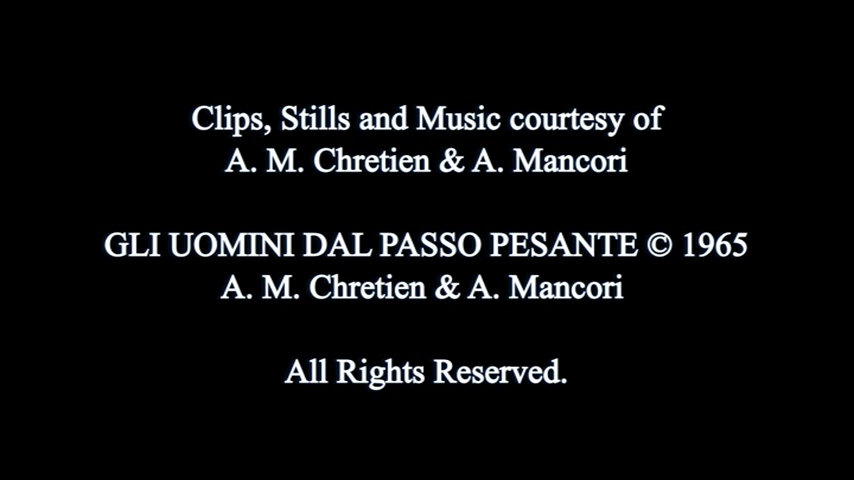 Clips, Stills and Music courtesy of
A. M. Chretien & A. Mancori
GLI UOMINI DAL PASSO PESANTE © 1965
A. M. Chretien & A. Mancori
All Rights Reserved.